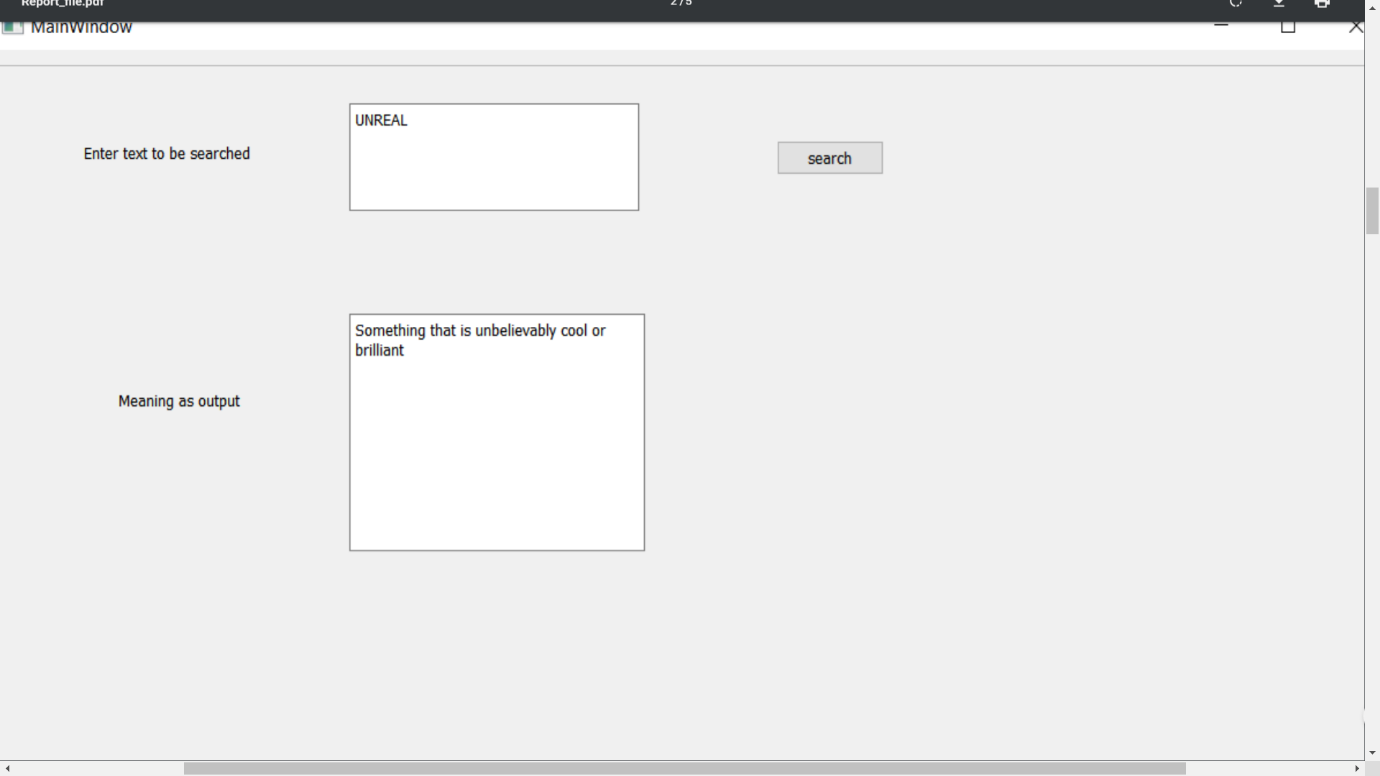 Report_file.pdf
2 / 5
MainWindow
UNREAL
Enter text to be searched
search
Something that is unbelievably cool or
brilliant
Meaning as output